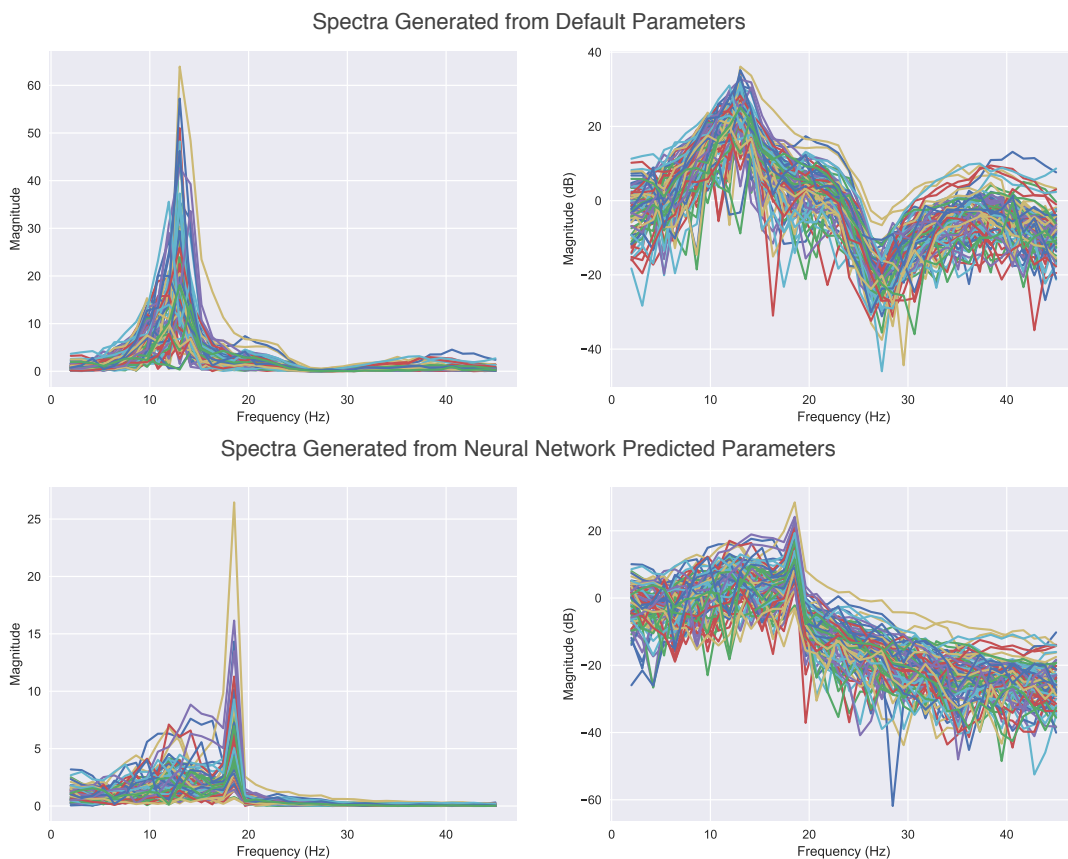 Spectra Generated from Default Parameters
60
50
40
30
20
10
0
Magnitude
0 10 20 30 40
Frequency (Hz)
40
20
0
−20
−40
Magnitude (dB)
0 10 20 30 40
Frequency (Hz)
Spectra Generated from Neural Network Predicted Parameters
25
20
15
10
5
0
Magnitude
0 10 20 30 40
Frequency (Hz)
20
0
−20
−40
−60
Magnitude (dB)
0 10 20 30 40
Frequency (Hz)